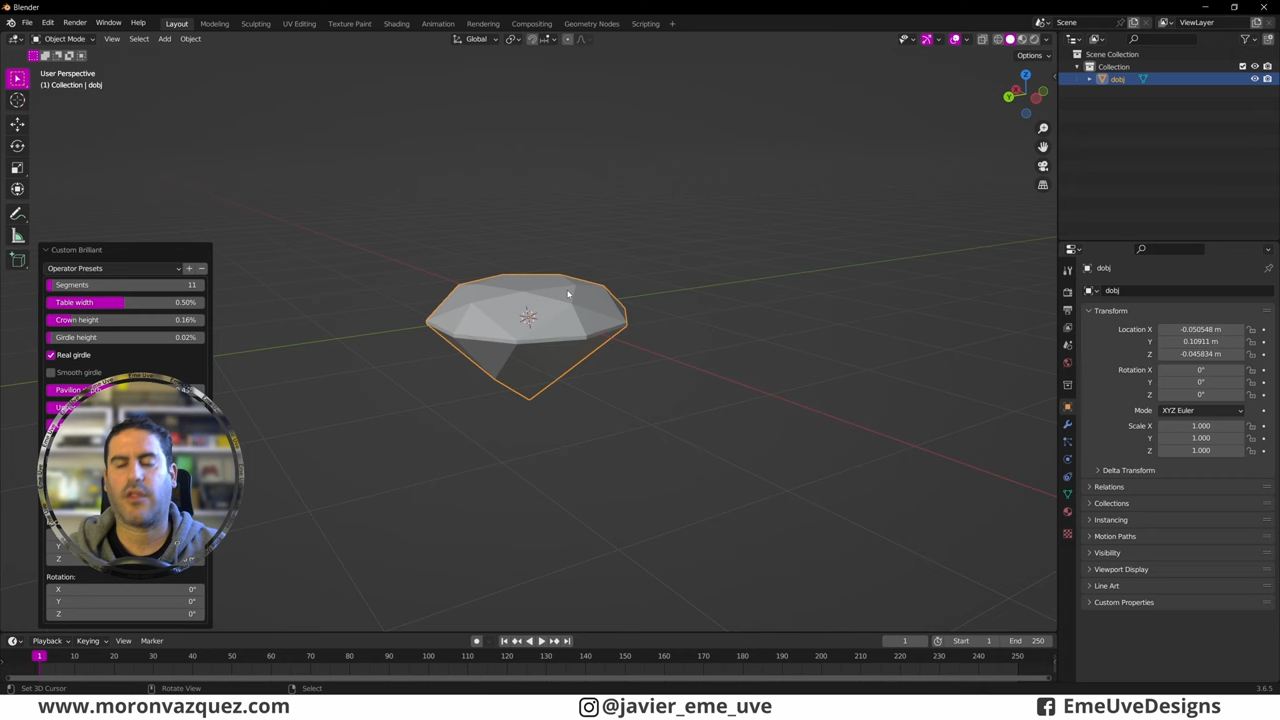 Blender
File Edit Render Window Help Layout Modeling Sculpting UV Editing Texture Paint Shading Animation Rendering Compositing Geometry Nodes Scripting + Scene ViewLayer
Object Mode View Select Add Object Global
Options
User Perspective
(1) Collection | dobj
Scene Collection
Collection
dobj
Custom Brilliant
Operator Presets
Segments 11
Table width 0.50%
Crown height 0.16%
Girdle height 0.02%
Real girdle
Smooth girdle
Y
Z
Rotation:
X 0°
Y 0°
Z 0°
dobj
dobj
Transform
Location X -0.050548 m
Y 0.10911 m
Z -0.045834 m
Rotation X 0°
Y 0°
Z 0°
Mode XYZ Euler
Scale X 1.000
Y 1.000
Z 1.000
Delta Transform
Relations
Collections
Instancing
Motion Paths
Visibility
Viewport Display
Line Art
Custom Properties
Playback Keying View Marker 1 Start 1 End 250
1 10 20 30 40 50 60 70 80 90 100 110 120 130 140 150 160 170 180 190 200 210 220 230 240 250
Set 3D Cursor Rotate View Select 3.6.5
www.moronvazquez.com @javier_eme_uve EmeUveDesigns